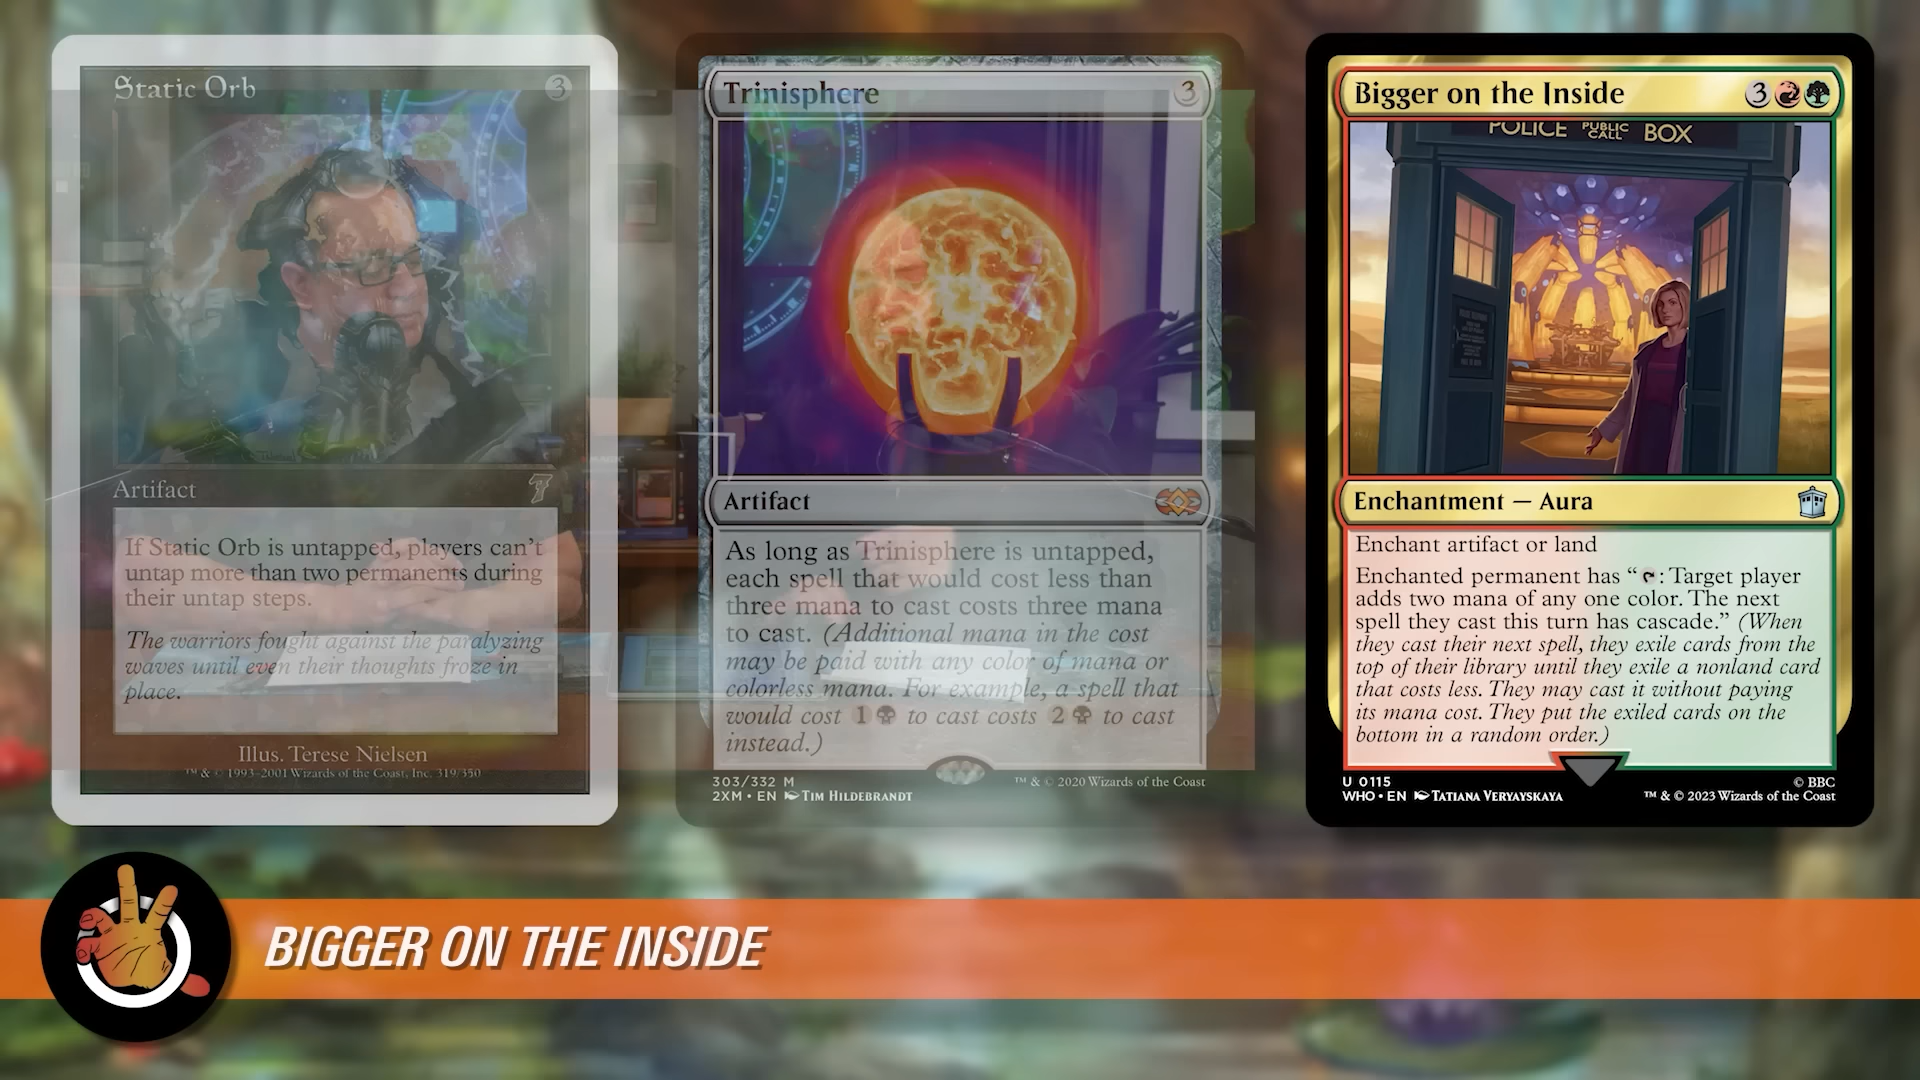 Static Orb 3
Artifact
If Static Orb is untapped, players can't
untap more than two permanents during
their untap steps.
The warriors fought against the paralyzing
waves until even their thoughts froze in
place.
Illus. Terese Nielsen
™ & © 1993–2001 Wizards of the Coast, Inc. 319/350
Trinisphere 3
Artifact
As long as Trinisphere is untapped,
each spell that would cost less than
three mana to cast costs three mana
to cast. (Additional mana in the cost
may be paid with any color of mana or
colorless mana. For example, a spell that
would cost 1 to cast costs 2 to cast
instead.)
303/332 M
2XM • EN TIM HILDEBRANDT
™ & © 2020 Wizards of the Coast
Bigger on the Inside 3
POLICE PUBLIC CALL BOX
Enchantment — Aura
Enchant artifact or land
Enchanted permanent has “ : Target player
adds two mana of any one color. The next
spell they cast this turn has cascade.” (When
they cast their next spell, they exile cards from the
top of their library until they exile a nonland card
that costs less. They may cast it without paying
its mana cost. They put the exiled cards on the
bottom in a random order.)
U 0115
WHO • EN TATIANA VERYAYSKAYA
© BBC
™ & © 2023 Wizards of the Coast
BIGGER ON THE INSIDE